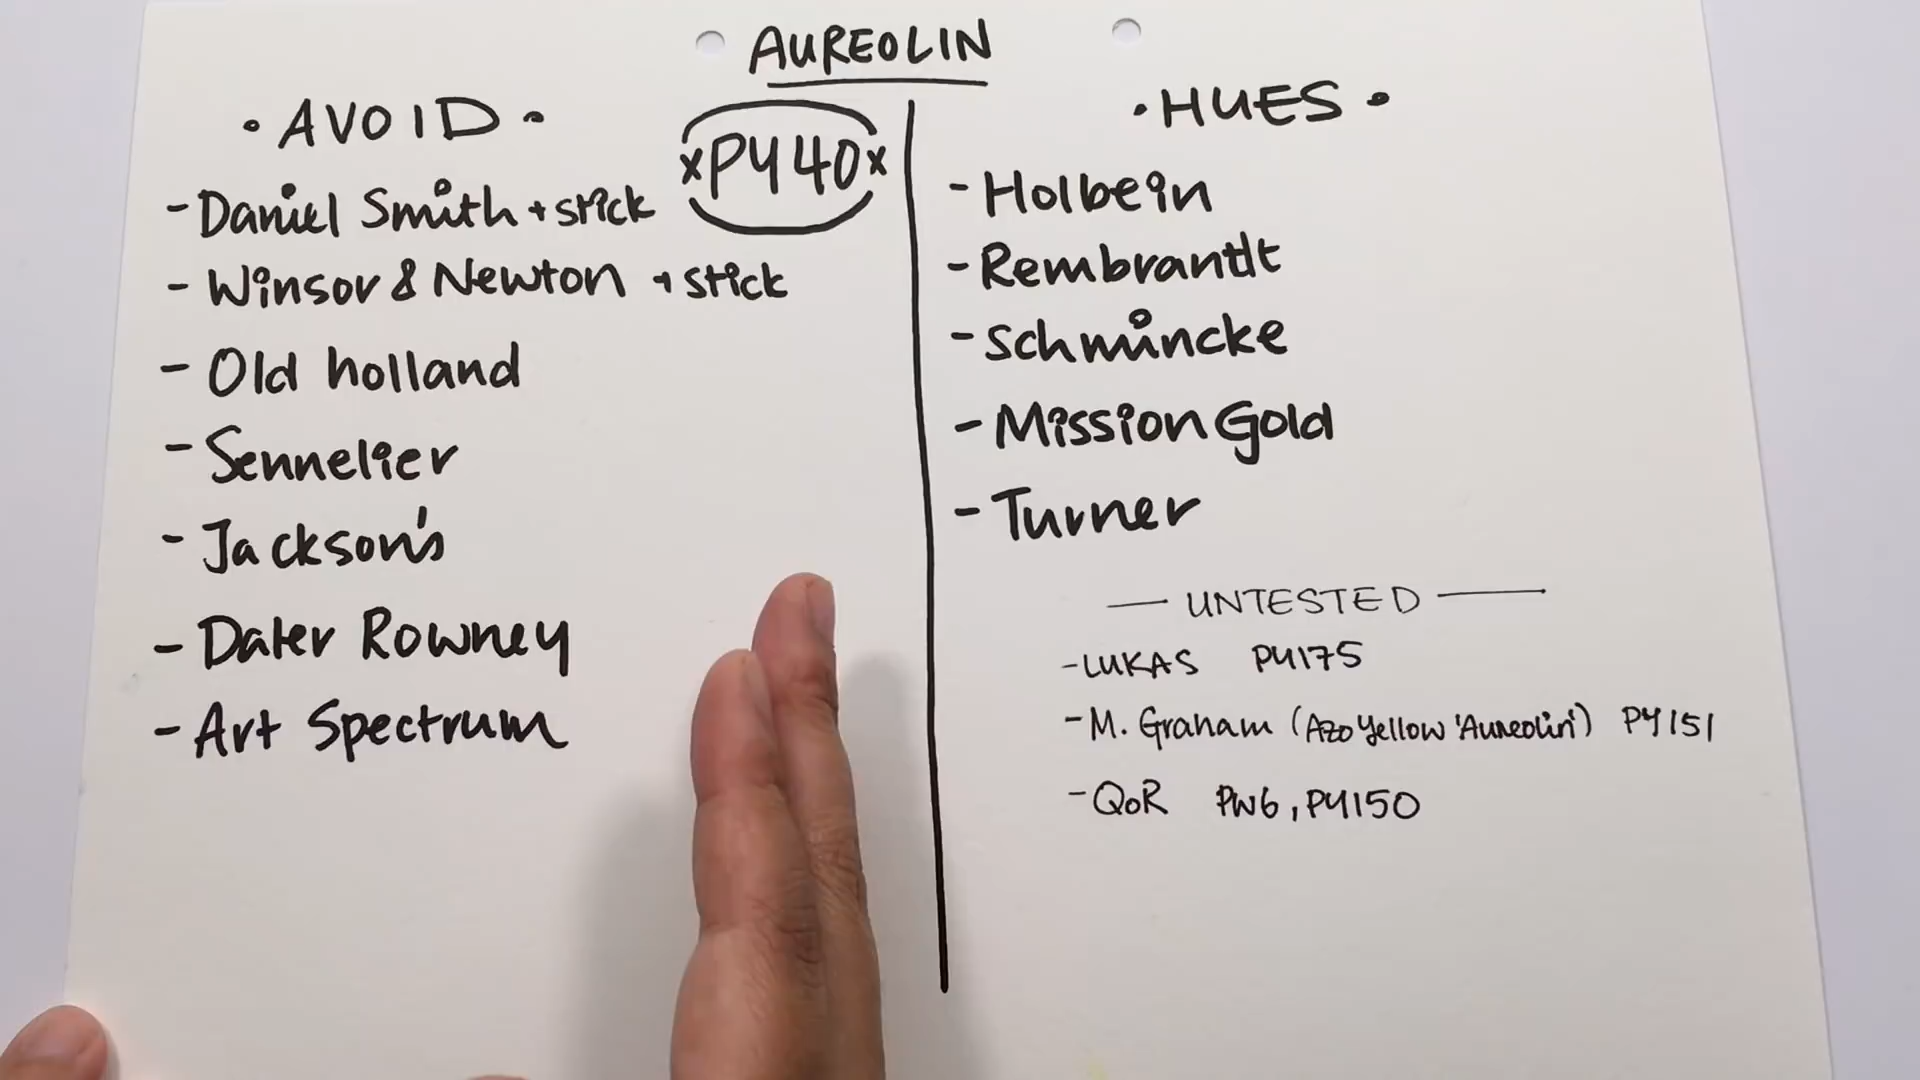 AUREOLIN
• AVOID •
x PY40 x
- Daniel Smith + stick
- Winsor & Newton + stick
- Old holland
- Sennelier
- Jackson's
- Daler Rowney
- Art Spectrum
• HUES •
- Holbein
- Rembrandt
- Schmincke
- Mission Gold
- Turner
— UNTESTED —
- LUKAS PY175
- M. Graham (Azo Yellow 'Aureolin') PY151
- QoR PW6, PY150